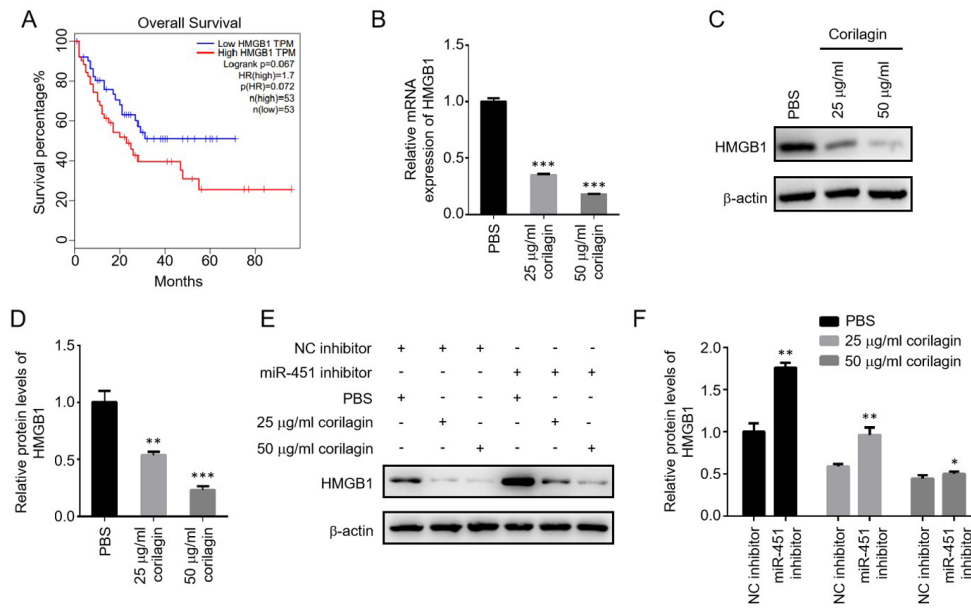 A
Overall Survival
Low HMGB1 TPM
High HMGB1 TPM
Logrank p=0.067
HR(high)=1.7
p(HR)=0.072
n(high)=53
n(low)=53
Survival percentage%
100
80
60
40
20
0
0 20 40 60 80
Months
B
Relative mRNA
expression of HMGB1
1.5
1.0
0.5
0.0
***
***
PBS
25 μg/ml
corilagin
50 μg/ml
corilagin
C
Corilagin
PBS
25 μg/ml
50 μg/ml
HMGB1
β-actin
D
Relative protein levels of
HMGB1
1.5
1.0
0.5
0.0
**
***
PBS
25 μg/ml
corilagin
50 μg/ml
corilagin
E
NC inhibitor + + + - - -
miR-451 inhibitor - - - + + +
PBS + - - + - -
25 μg/ml corilagin - + - - + -
50 μg/ml corilagin - - + - - +
HMGB1
β-actin
F
PBS
25 μg/ml corilagin
50 μg/ml corilagin
Relative protein levels of
HMGB1
2.0
1.5
1.0
0.5
0.0
**
**
*
NC inhibitor
miR-451
inhibitor
NC inhibitor
miR-451
inhibitor
NC inhibitor
miR-451
inhibitor